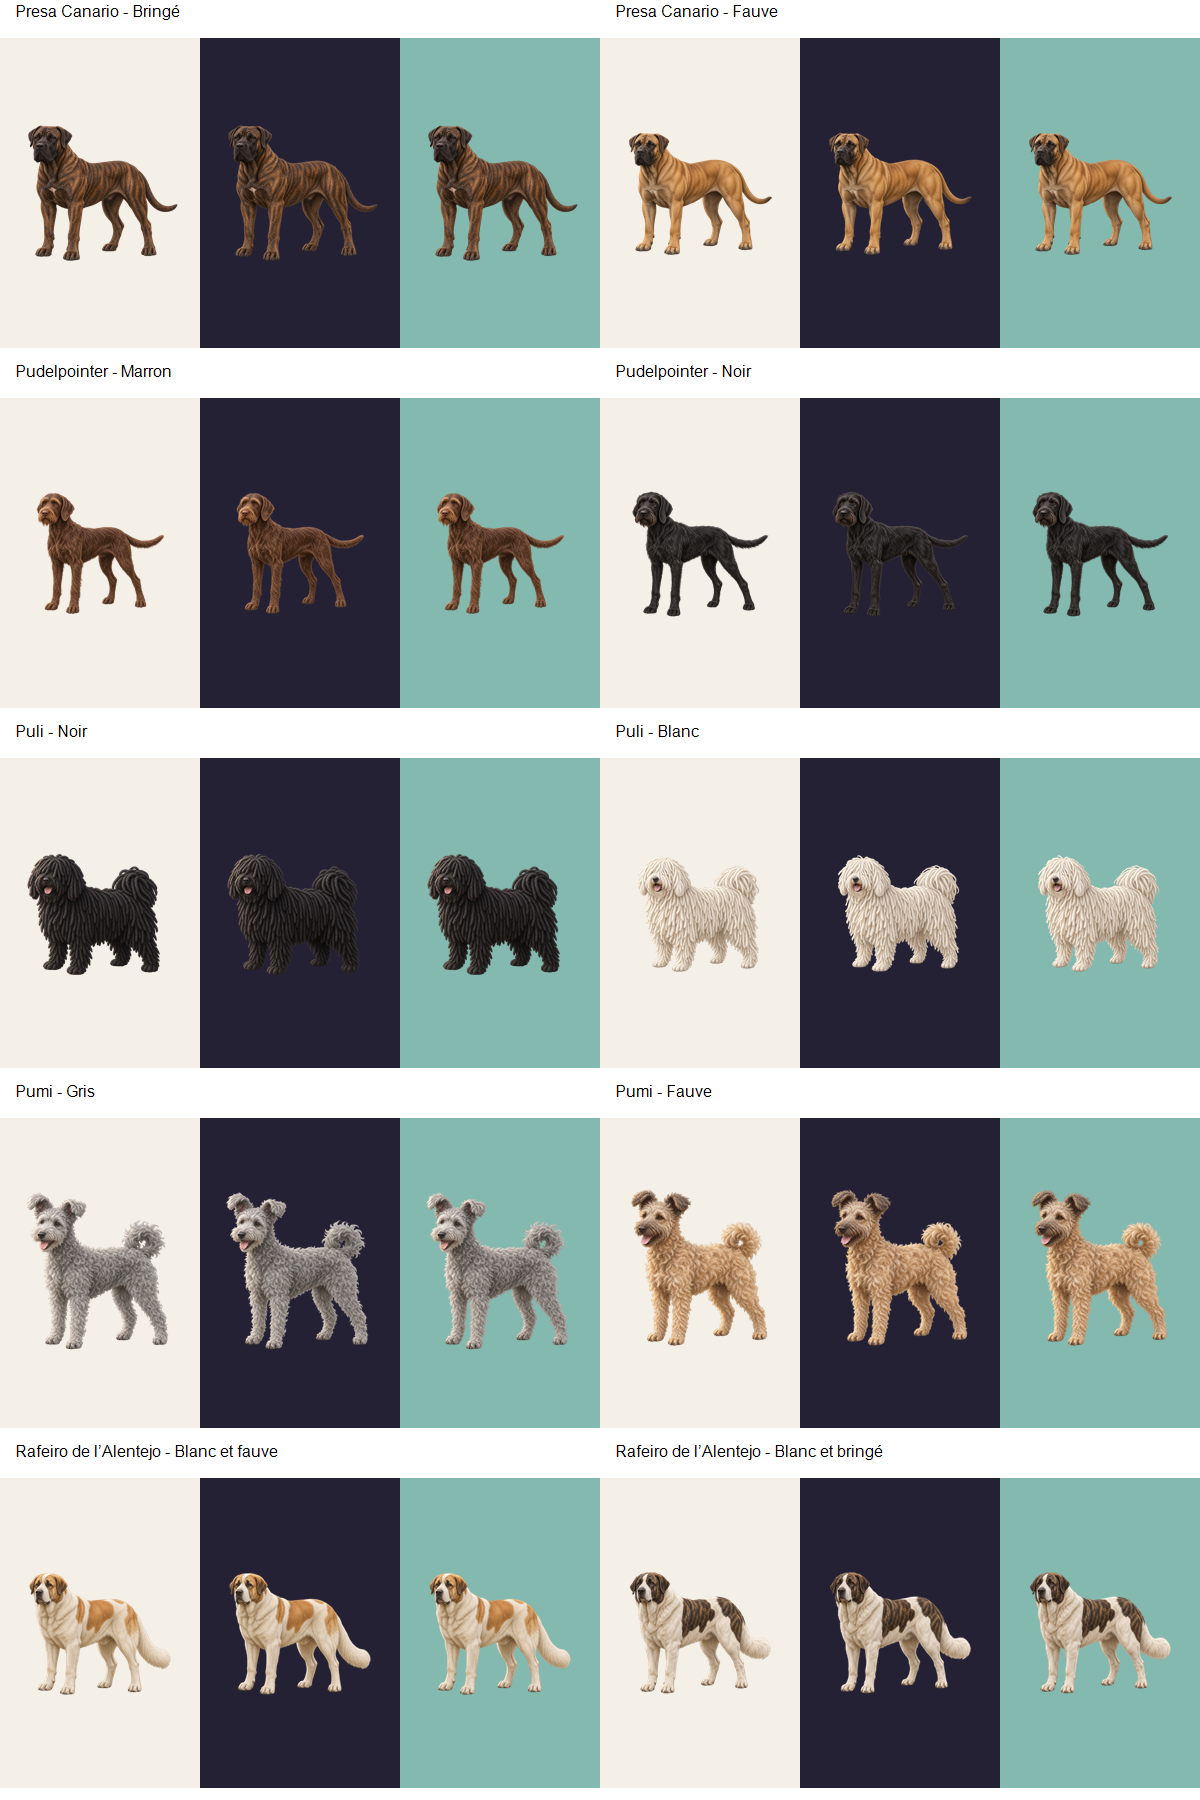 Presa Canario - Bringé
Presa Canario - Fauve
Pudelpointer - Marron
Pudelpointer - Noir
Puli - Noir
Puli - Blanc
Pumi - Gris
Pumi - Fauve
Rafeiro de l’Alentejo - Blanc et fauve
Rafeiro de l’Alentejo - Blanc et bringé